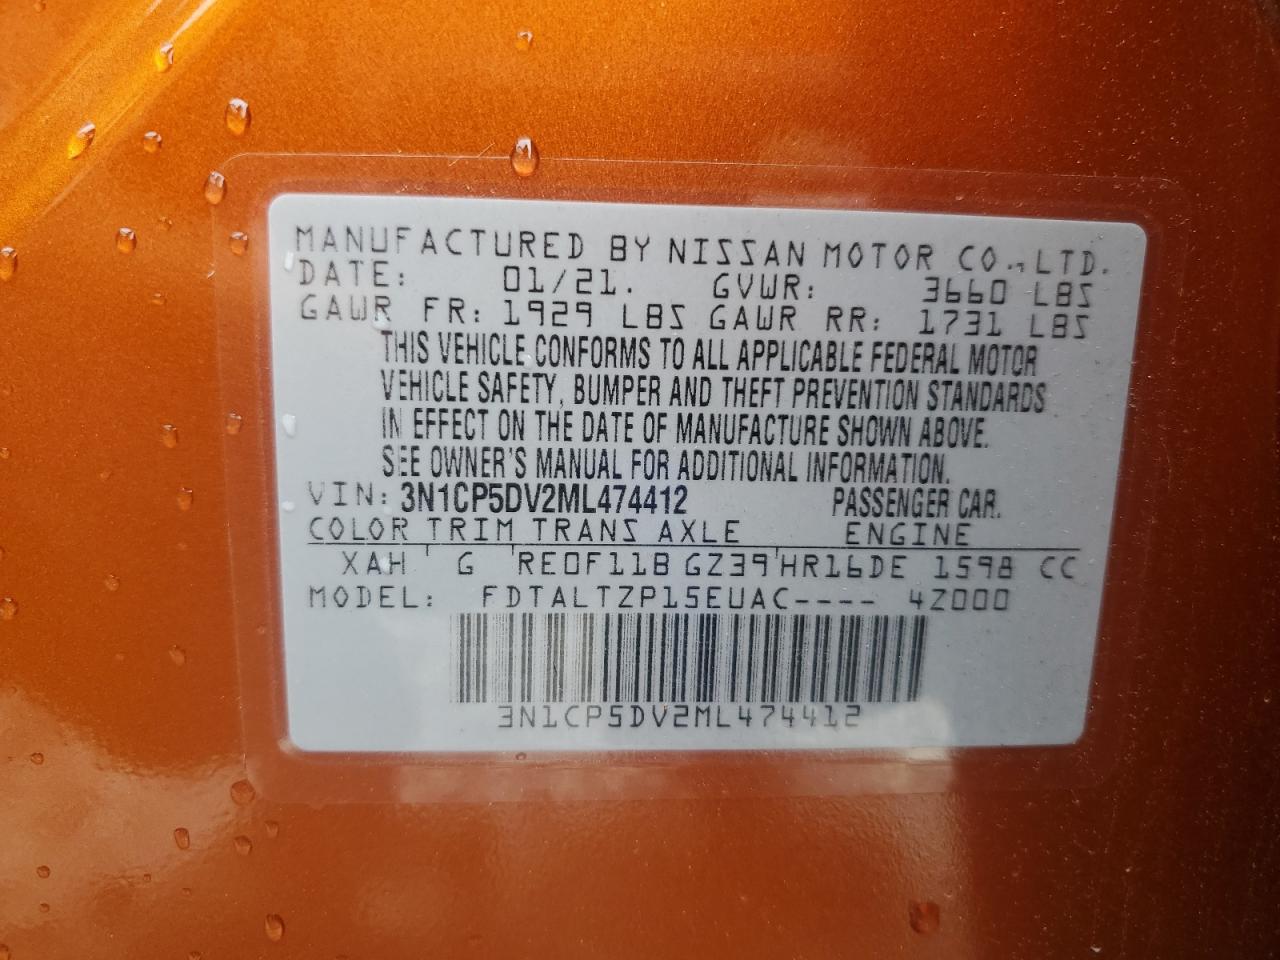 MANUFACTURED BY NISSAN MOTOR CO., LTD.
DATE: 01/21. GVWR: 3660 LBS
GAWR FR: 1929 LBS GAWR RR: 1731 LBS
THIS VEHICLE CONFORMS TO ALL APPLICABLE FEDERAL MOTOR
VEHICLE SAFETY, BUMPER AND THEFT PREVENTION STANDARDS
IN EFFECT ON THE DATE OF MANUFACTURE SHOWN ABOVE.
SEE OWNER'S MANUAL FOR ADDITIONAL INFORMATION.
VIN: 3N1CP5DV2ML474412 PASSENGER CAR.
COLOR TRIM TRANS AXLE ENGINE
XAH G RE0F11B GZ39 HR16DE 1598 CC
MODEL: FDTALTZP15EUAC---- 4Z000
3N1CP5DV2ML474412